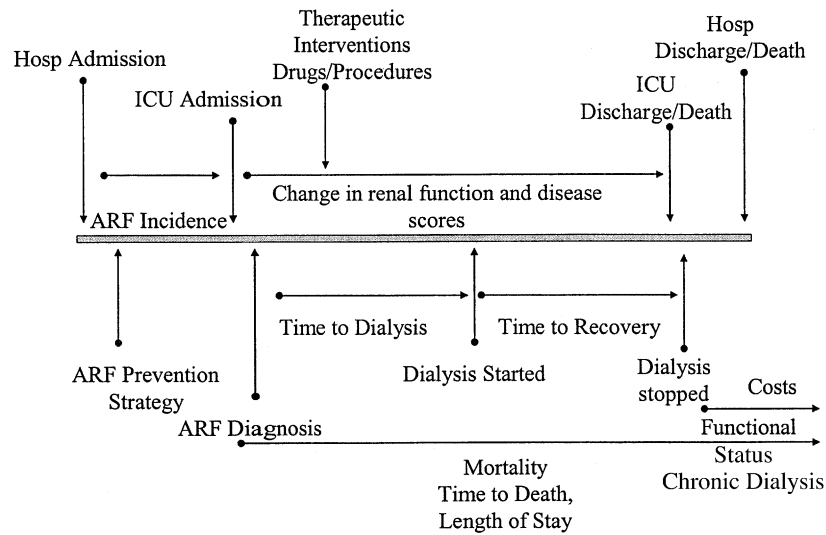 Hosp Admission
ICU Admission
Therapeutic
Interventions
Drugs/Procedures
ICU
Discharge/Death
Hosp
Discharge/Death
ARF Incidence
Change in renal function and disease
scores
Time to Dialysis
Time to Recovery
ARF Prevention
Strategy
ARF Diagnosis
Dialysis Started
Dialysis
stopped
Costs
Functional
Status
Chronic Dialysis
Mortality
Time to Death,
Length of Stay